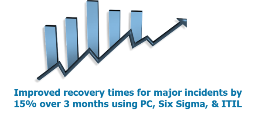 Improved recovery times for major incidents by
15% over 3 months using PC, Six Sigma, & ITIL